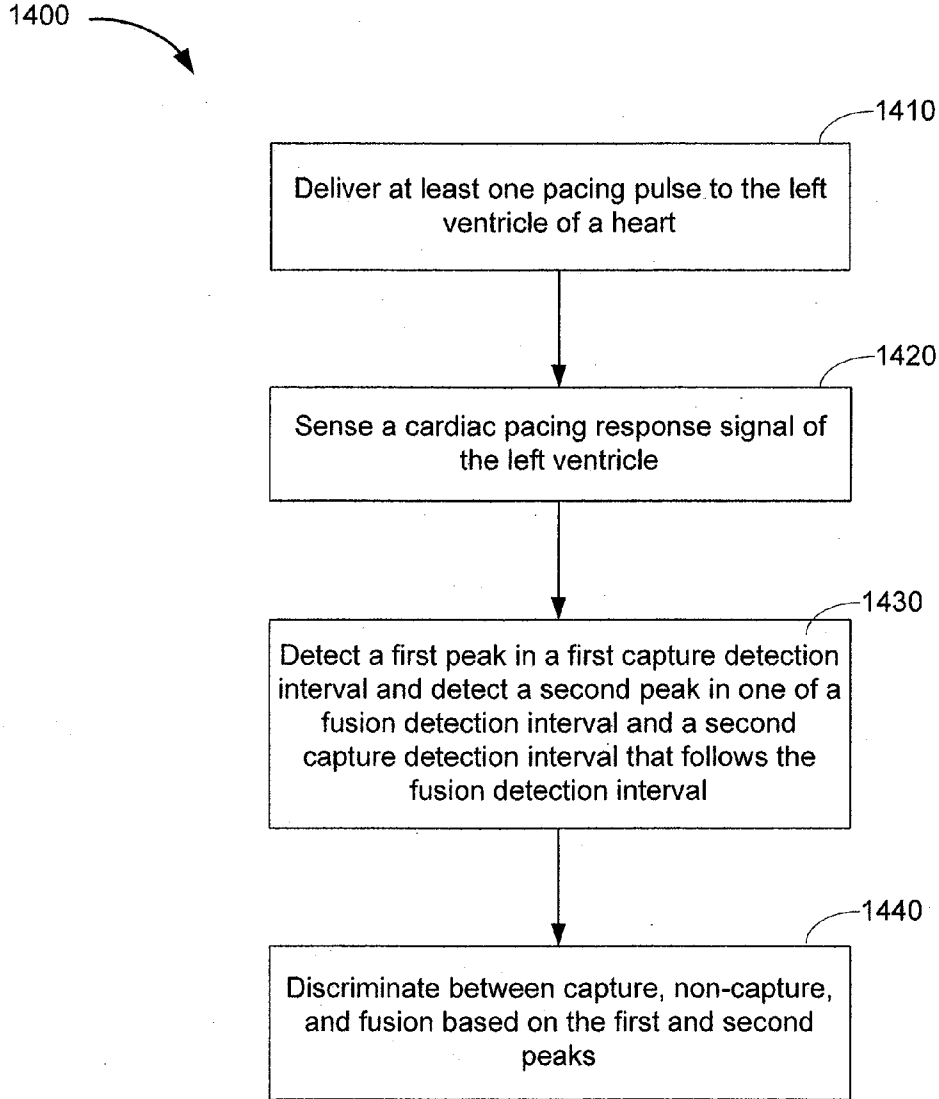 1400
1410
Deliver at least one pacing pulse to the left
ventricle of a heart
1420
Sense a cardiac pacing response signal of
the left ventricle
1430
Detect a first peak in a first capture detection
interval and detect a second peak in one of a
fusion detection interval and a second
capture detection interval that follows the
fusion detection interval
1440
Discriminate between capture, non-capture,
and fusion based on the first and second
peaks